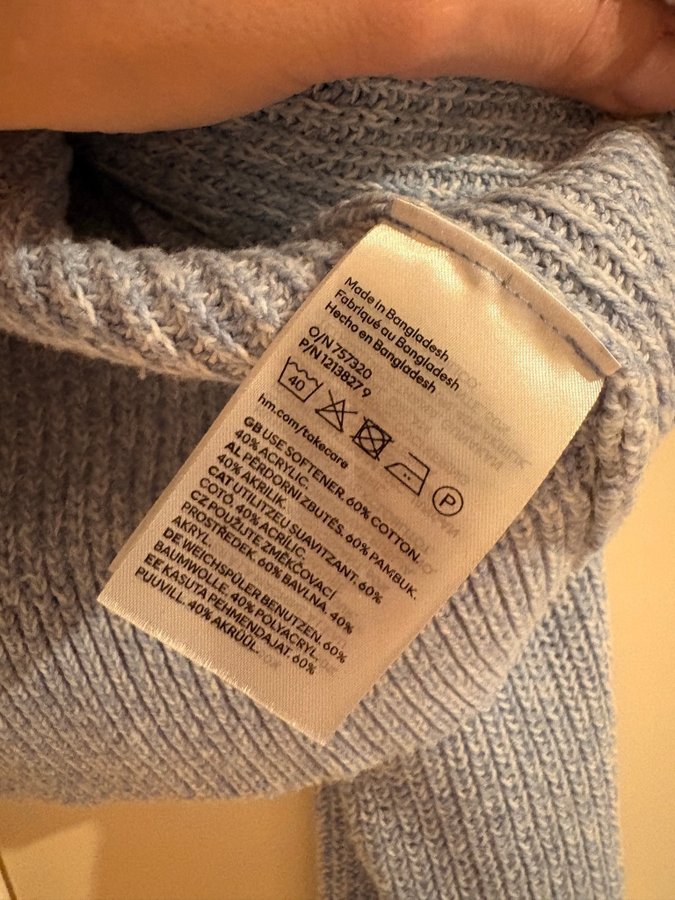 Made in Bangladesh
Fabriqué au Bangladesh
Hecho en Bangladesh
O/N 757320
P/N 1213827 9
40
P
hm.com/takecare
GB USE SOFTENER. 60% COTTON.
40% ACRYLIC.
AL PËRDORNI ZBUTËS. 60% PAMBUK.
40% AKRILIK.
CAT UTILITZEU SUAVITZANT. 60%
COTÓ. 40% ACRÍLIC.
CZ POUŽIJTE ZMĚKČOVACÍ
PROSTŘEDEK. 60% BAVLNA. 40%
AKRYL.
DE WEICHSPÜLER BENUTZEN. 60%
BAUMWOLLE. 40% POLYACRYL.
EE KASUTA PEHMENDAJAT. 60%
PUUVILL. 40% AKRÜÜL.